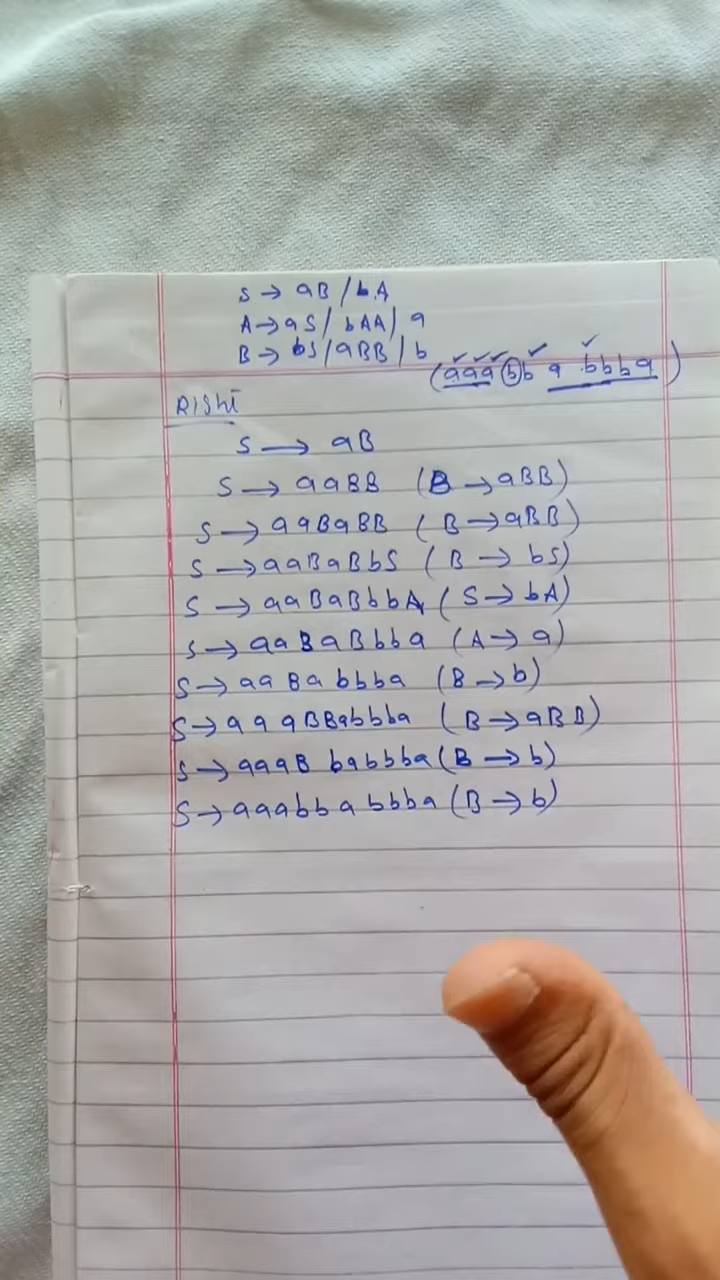 S → aB / bA
A → aS / bAA / a
B → bS / aBB / b
(aaabbabbba)
Right
S → aB
S → aaBB (B → aBB)
S → aaBaBB (B → aBB)
S → aaBaBbS (B → bS)
S → aaBaBbbA (S → bA)
S → aaBaBbba (A → a)
S → aaBabbba (B → b)
S → aaaBBabbba (B → aBB)
S → aaaBbabbba (B → b)
S → aaabbabbba (B → b)